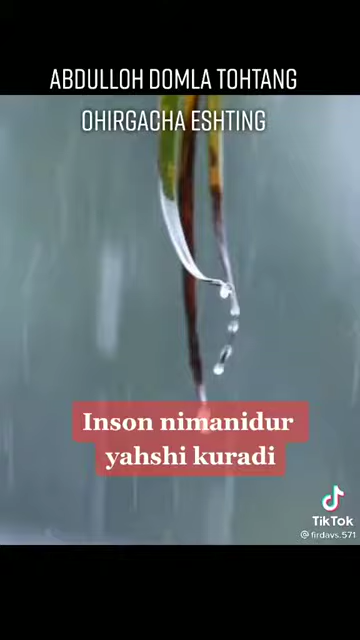 ABDULLOH DOMLA TOHTANG
OHIRGACHA ESHTING
Inson nimanidur
yahshi kuradi
TikTok
@firdavs.571